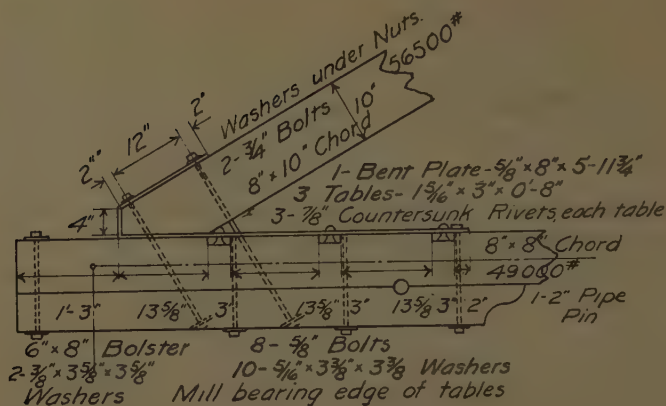 Washers under Nuts.
56500#
2"
12"
2"
2-3/4" Bolts
10"
8" x 10" Chord
4"
1- Bent Plate-5/8" x 8" x 5'-11 3/4"
3 Tables- 1 5/16" x 3" x 0'-8"
3-7/8" Countersunk Rivets, each table
8" x 8" Chord
49000#
1'-3" 13 5/8" 3" 13 5/8" 3" 13 5/8" 3" 2"
1-2" Pipe
Pin
6" x 8" Bolster
8-5/8" Bolts
2-3/8" x 3 5/8" x 3 5/8"
Washers
10-5/16" x 3 3/8" x 3 3/8 Washers
Mill bearing edge of tables